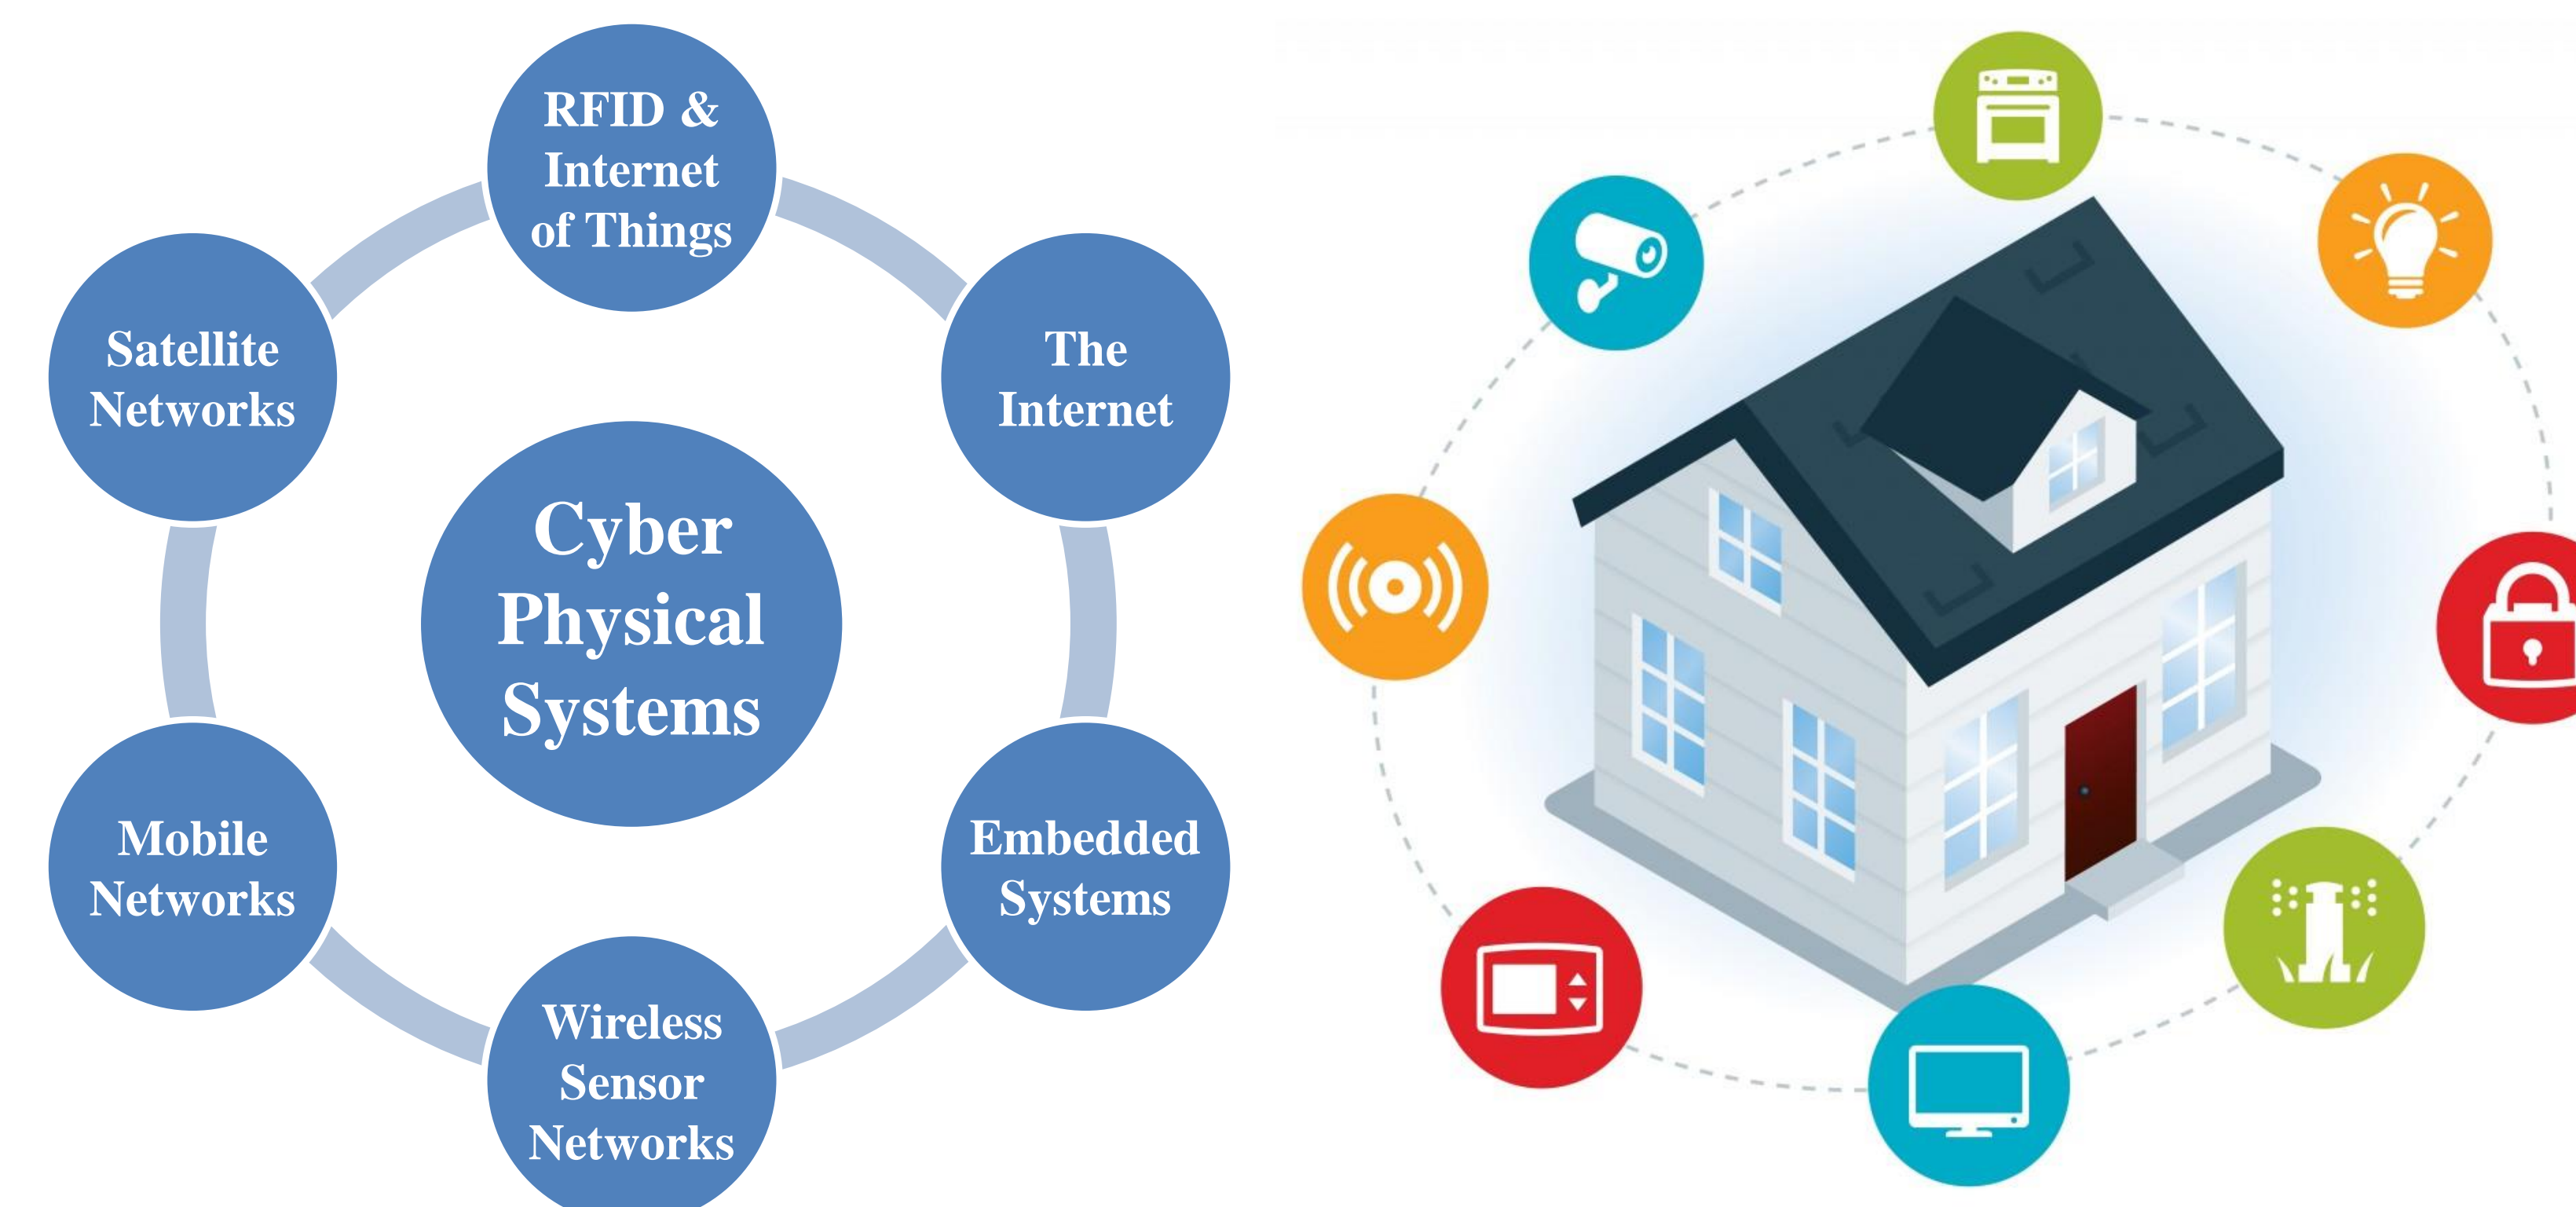 RFID &
Internet
of Things
The
Internet
Embedded
Systems
Wireless
Sensor
Networks
Mobile
Networks
Satellite
Networks
Cyber
Physical
Systems